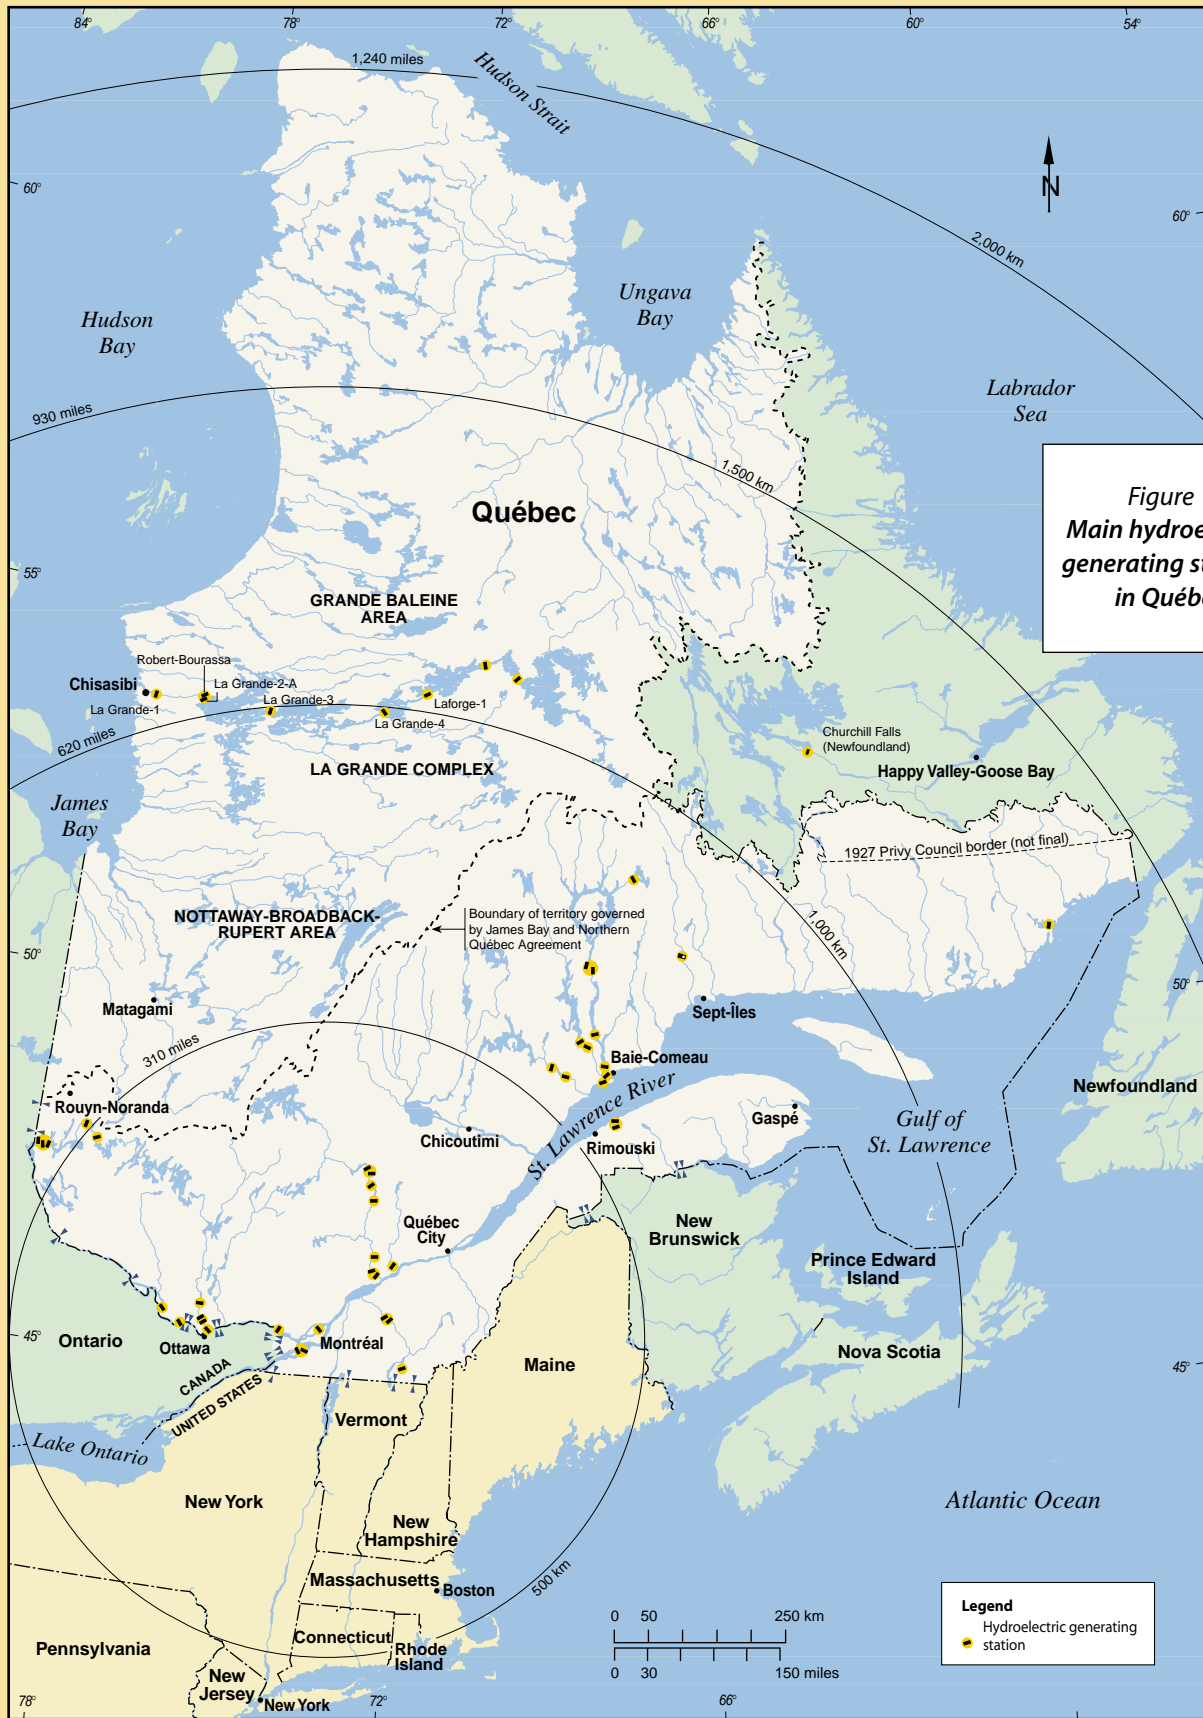 84°
78°
72°
66°
60°
54°
1,240 miles
Hudson
Strait
N
60°
60°
2,000 km
Ungava
Bay
Hudson
Bay
Labrador
Sea
930 miles
1,500 km
Figure
Main hydroe
generating st
in Québ
Québec
55°
GRANDE BALEINE
AREA
Robert-Bourassa
Chisasibi
La Grande-2-A
La Grande-1
La Grande-3
Laforge-1
La Grande-4
620 miles
Churchill Falls
(Newfoundland)
LA GRANDE COMPLEX
Happy Valley-Goose Bay
James
Bay
1927 Privy Council border (not final)
NOTTAWAY-BROADBACK-
RUPERT AREA
Boundary of territory governed
by James Bay and Northern
Québec Agreement
1,000 km
50°
50°
Matagami
Sept-Îles
310 miles
Baie-Comeau
Newfoundland
Rouyn-Noranda
St. Lawrence River
Gaspé
Gulf of
St. Lawrence
Chicoutimi
Rimouski
Québec
City
New
Brunswick
Prince Edward
Island
45°
Ontario
Ottawa
Montréal
Maine
Nova Scotia
45°
CANADA
UNITED STATES
Vermont
Lake Ontario
New York
Atlantic Ocean
New
Hampshire
500 km
Massachusetts
Boston
Legend
Hydroelectric generating
station
0 50 250 km
Connecticut
Pennsylvania
Rhode
Island
0 30 150 miles
New
Jersey
New York
78°
72°
66°